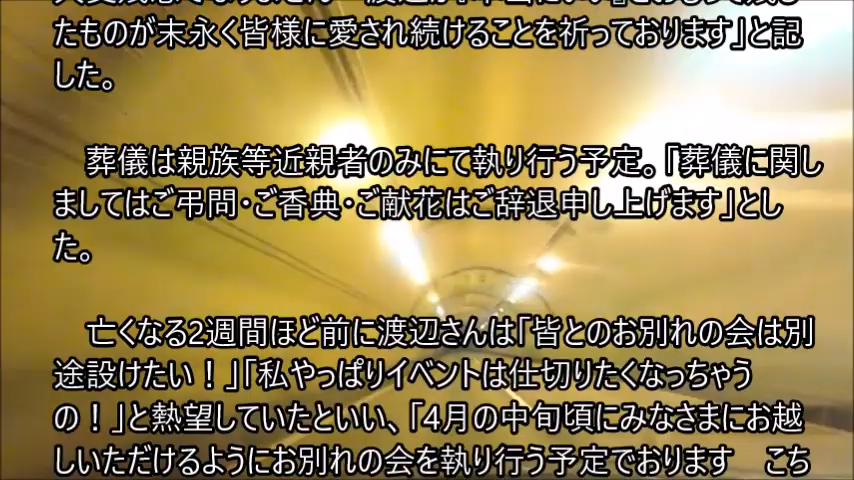 たものが末永く皆様に愛され続けることを祈っております」と記
した。
葬儀は親族等近親者のみにて執り行う予定。「葬儀に関し
ましてはご弔問・ご香典・ご献花はご辞退申し上げます」とし
た。
亡くなる2週間ほど前に渡辺さんは「皆とのお別れの会は別
途設けたい！」「私やっぱりイベントは仕切りたくなっちゃう
の！」と熱望していたといい、「4月の中旬頃にみなさまにお越
しいただけるようにお別れの会を執り行う予定でおります　こち